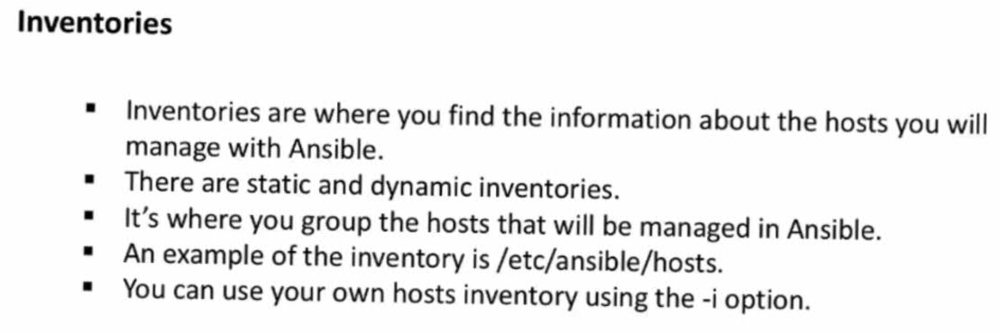 Inventories
▪ Inventories are where you find the information about the hosts you will
manage with Ansible.
▪ There are static and dynamic inventories.
▪ It's where you group the hosts that will be managed in Ansible.
▪ An example of the inventory is /etc/ansible/hosts.
▪ You can use your own hosts inventory using the -i option.